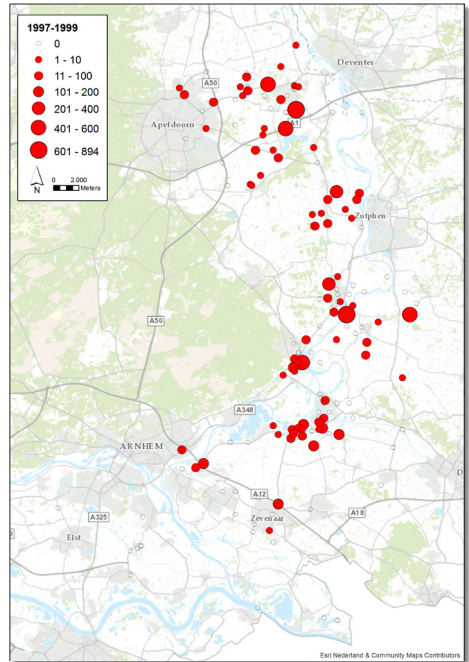 1997-1999
0
1 - 10
11 - 100
101 - 200
201 - 400
401 - 600
601 - 894
N
0 2.000
Meters
A50
Deventer
A1
Apeldoorn
Zutphen
A50
A348
ARNHEM
A12
A18
Zevenaar
A325
Elst
D
Esri Nederland & Community Maps Contributors